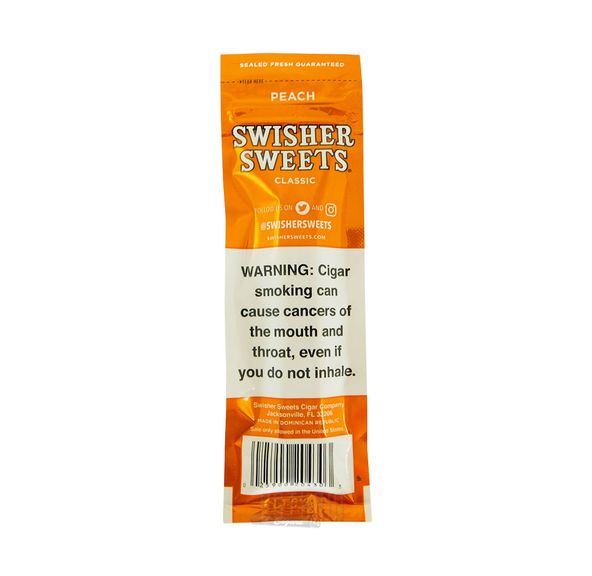 SEALED FRESH GUARANTEED
TEAR HERE
PEACH
SWISHER
SWEETS
CLASSIC
FOLLOW US ON AND
@SWISHERSWEETS
SWISHERSWEETS.COM
WARNING: Cigar
smoking can
cause cancers of
the mouth and
throat, even if
you do not inhale.
Swisher Sweets Cigar Company
Jacksonville, FL 32206
MADE IN DOMINICAN REPUBLIC
Sale only allowed in the United States